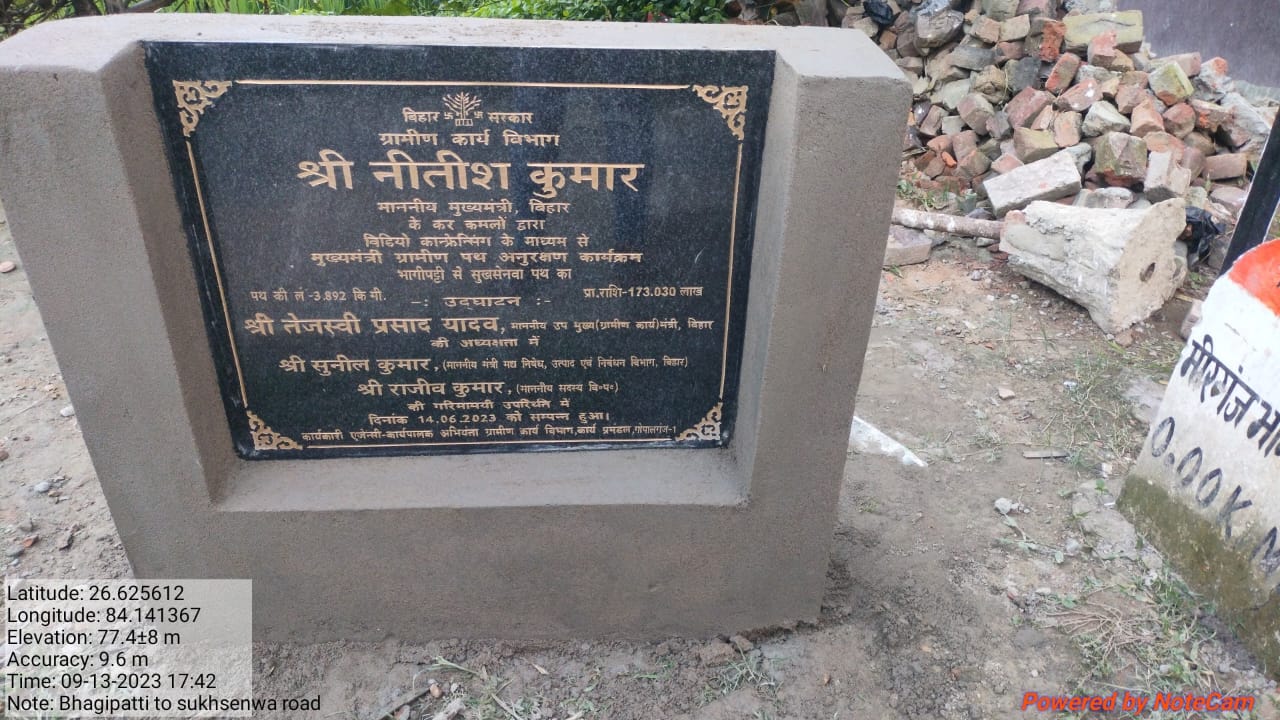 बिहार सरकार
ग्रामीण कार्य विभाग
श्री नीतीश कुमार
माननीय मुख्यमंत्री, बिहार
के कर कमलों द्वारा
विडियो कान्फ्रेन्सिंग के माध्यम से
मुख्यमंत्री ग्रामीण पथ अनुरक्षण कार्यक्रम
भागीपट्टी से सुखसेनवा पथ का
पथ की लं॰-3.892 कि॰मी. -: उद्घाटन :- प्रा.राशि-173.030 लाख
श्री तेजस्वी प्रसाद यादव, माननीय उप मुख्य(ग्रामीण कार्य)मंत्री, बिहार
की अध्यक्षता में
श्री सुनील कुमार, (माननीय मंत्री मद्य निषेध, उत्पाद एवं निबंधन विभाग, बिहार)
श्री राजीव कुमार, (माननीय सदस्य वि॰प॰)
की गरिमामयी उपस्थिति में
दिनांक 14.06.2023 को सम्पन्न हुआ।
कार्यकारी एजेन्सी-कार्यपालक अभियंता ग्रामीण कार्य विभाग,कार्य प्रमंडल,गोपालगंज-1
मीरगंज
0.00 K
Latitude: 26.625612
Longitude: 84.141367
Elevation: 77.4±8 m
Accuracy: 9.6 m
Time: 09-13-2023 17:42
Note: Bhagipatti to sukhsenwa road
Powered by NoteCam